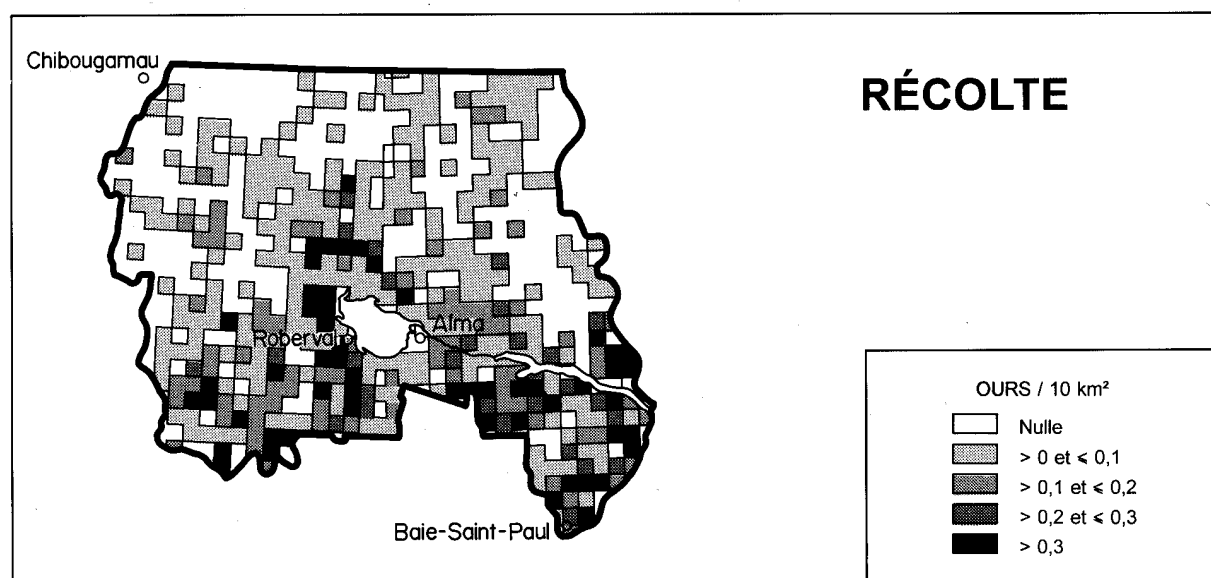 Chibougamau
RÉCOLTE
Roberval
Alma
Baie-Saint-Paul
OURS / 10 km²
Nulle
> 0 et ⩽ 0,1
> 0,1 et ⩽ 0,2
> 0,2 et ⩽ 0,3
> 0,3